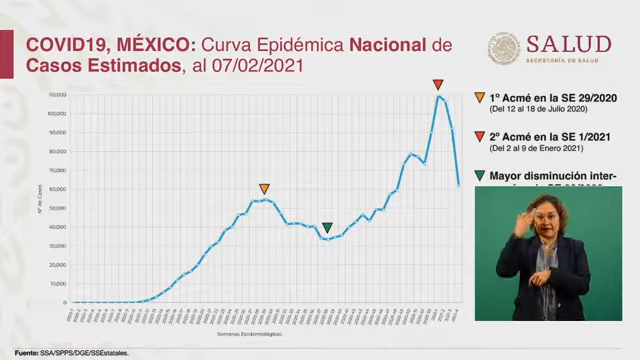 COVID19, MÉXICO: Curva Epidémica Nacional de
Casos Estimados, al 07/02/2021
SALUD
SECRETARÍA DE SALUD
1º Acmé en la SE 29/2020
(Del 12 al 18 de Julio 2020)
2º Acmé en la SE 1/2021
(Del 2 al 9 de Enero 2021)
Mayor disminución inter-
110,000
100,000
90,000
80,000
70,000
60,000
50,000
40,000
30,000
20,000
10,000
0
Nº de Casos
Semanas Epidemiológicas
Fuente: SSA/SPPS/DGE/SSEstatales.